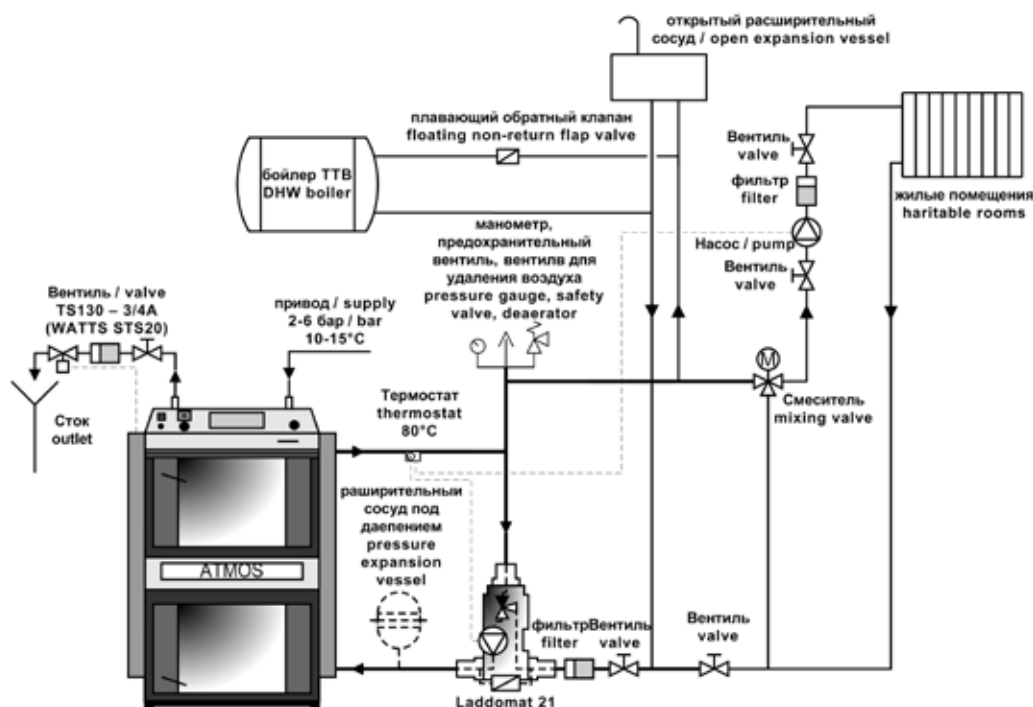 открытый расширительный
сосуд / open expansion vessel
плавающий обратный клапан
floating non-return flap valve
Вентиль
valve
бойлер ТТВ
DHW boiler
фильтр
filter
жилые помещения
haritable rooms
манометр,
предохранительный
вентиль, вентилв для
удаления воздуха
pressure gauge, safety
valve, deaerator
Насос / pump
Вентиль
valve
Вентиль / valve
TS130 – 3/4A
(WATTS STS20)
привод / supply
2-6 бар / bar
10-15°C
M
Термостат
thermostat
80°C
Смеситель
mixing valve
Сток
outlet
раширительный
сосуд под
даепением
pressure
expansion
vessel
ATMOS
фильтр
filter
Вентиль
valve
Вентиль
valve
Laddomat 21